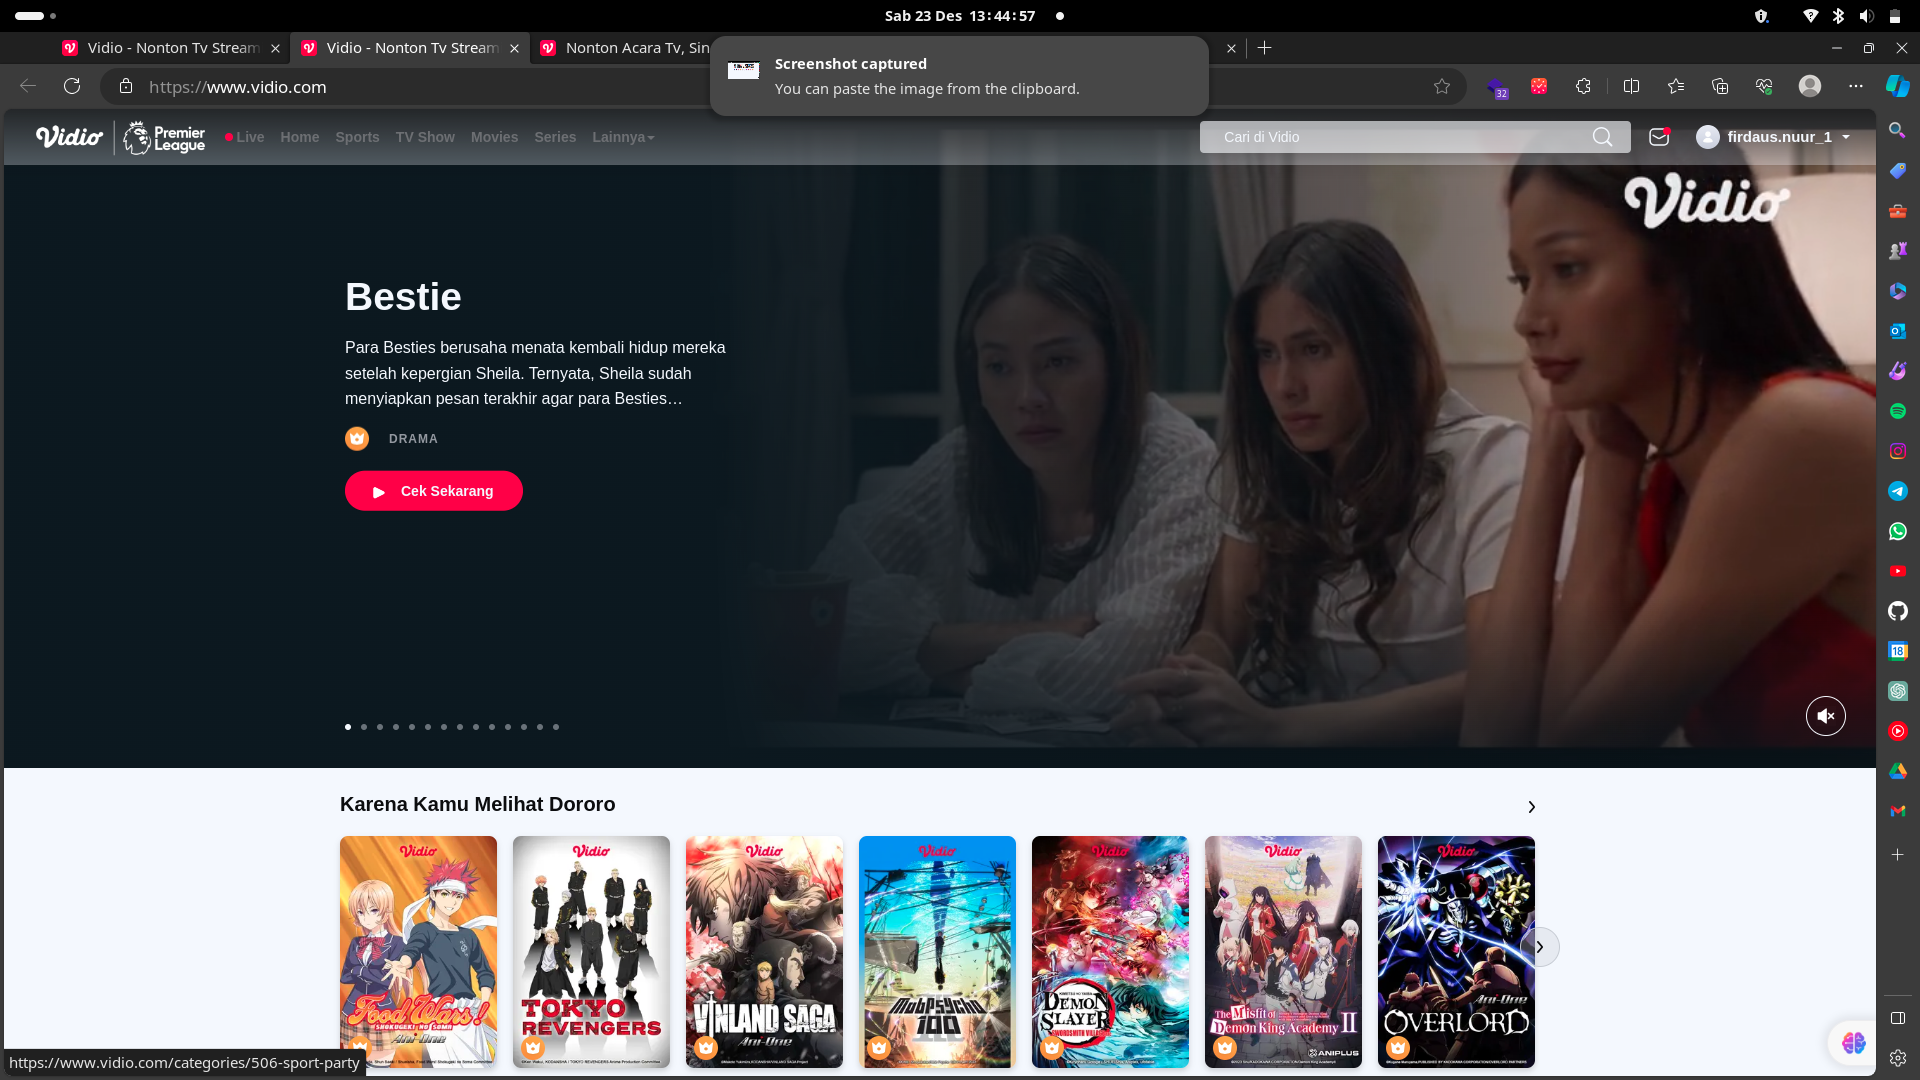 Sab 23 Des 13:44:57
Vidio - Nonton Tv Stream
Vidio - Nonton Tv Stream
Nonton Acara Tv, Sin
Screenshot captured
You can paste the image from the clipboard.
https://www.vidio.com
32
Vidio
Premier League
Live
Home
Sports
TV Show
Movies
Series
Lainnya
Cari di Vidio
firdaus.nuur_1
Vidio
Bestie
Para Besties berusaha menata kembali hidup mereka
setelah kepergian Sheila. Ternyata, Sheila sudah
menyiapkan pesan terakhir agar para Besties…
DRAMA
Cek Sekarang
18
Karena Kamu Melihat Dororo
Vidio
Food Wars!
SHOKUGEKI NO SOMA
Ani-One
Vidio
TOKYO
REVENGERS
Vidio
VINLAND SAGA
Ani-One
Vidio
Mob Psycho
100
Vidio
DEMON
SLAYER
SWORDSMITH VILLAGE
Vidio
The Misfit of
Demon King Academy II
ANIPLUS
Vidio
Ani-One
OVERLORD
https://www.vidio.com/categories/506-sport-party